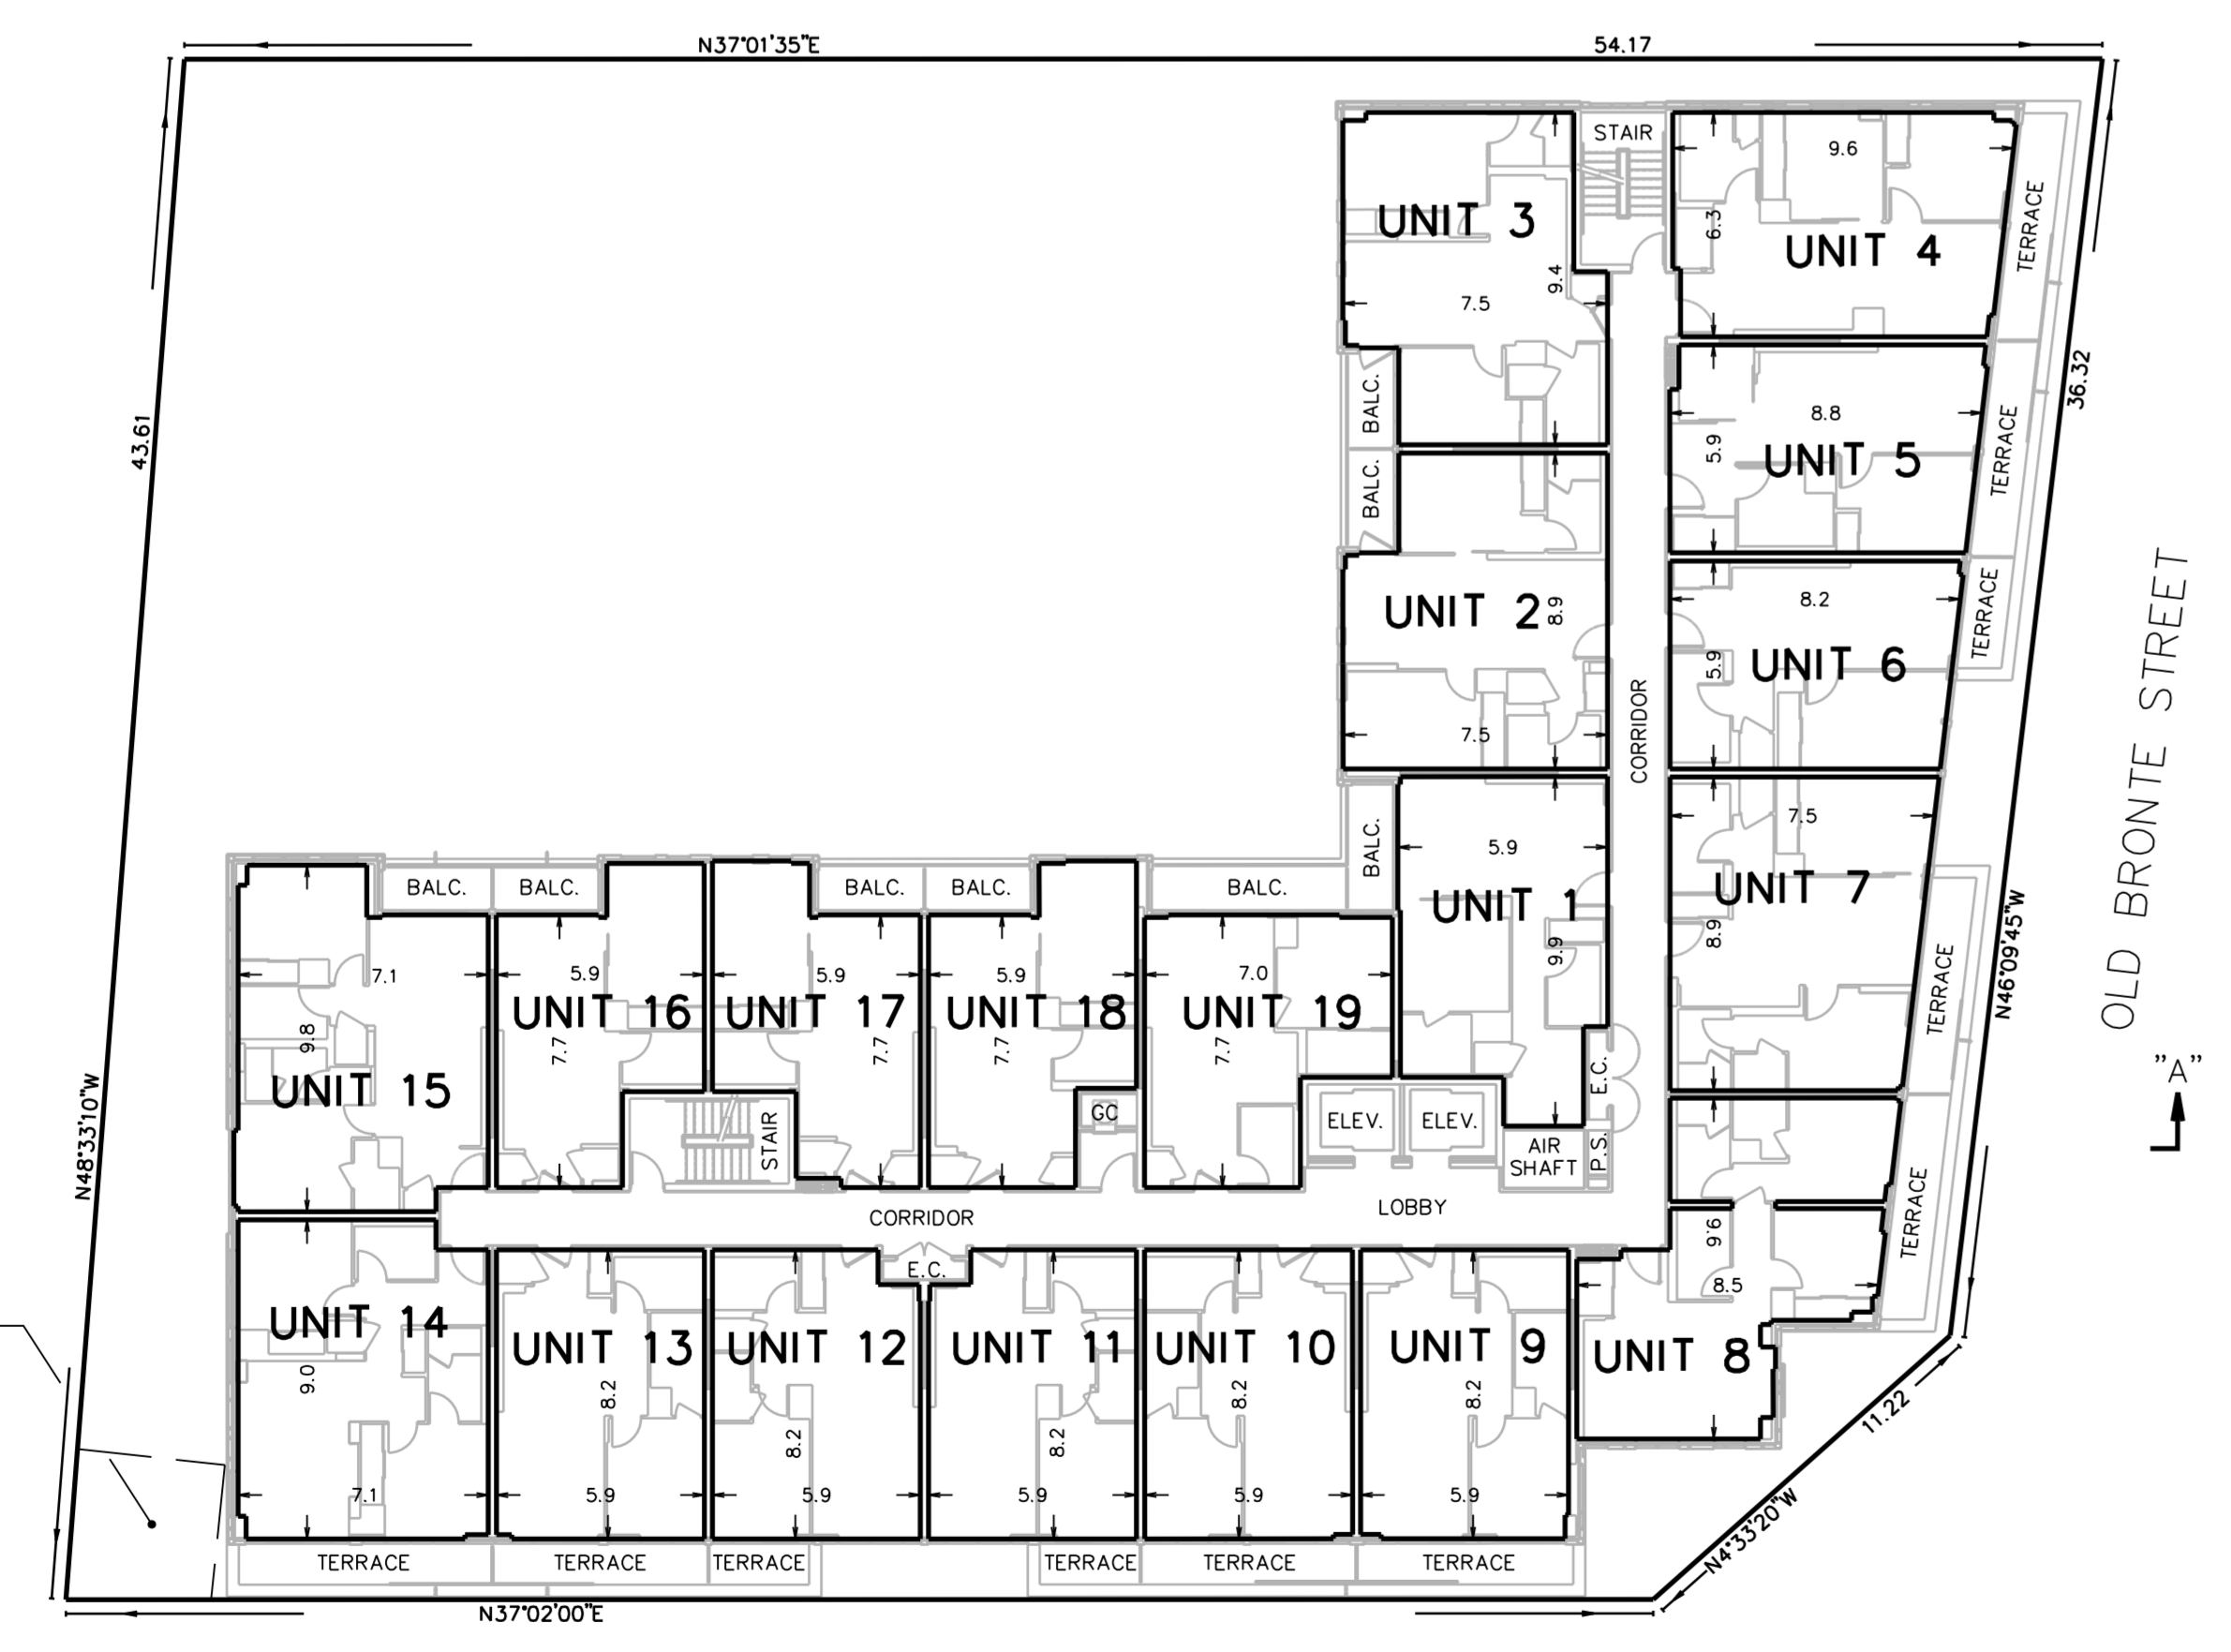 N37°01'35"E
54.17
STAIR
9.6
TERRACE
UNIT 3
6.3
UNIT 4
9.4
7.5
36.32
43.61
BALC.
8.8
5.9
UNIT 5
TERRACE
BALC.
8.2
TERRACE
UNIT 2
8.9
5.9
UNIT 6
OLD BRONTE STREET
CORRIDOR
7.5
7.5
BALC.
5.9
UNIT 1
9.9
UNIT 7
8.9
TERRACE
N46°09'45"W
BALC.
BALC.
BALC.
BALC.
BALC.
7.1
5.9
5.9
5.9
7.0
UNIT 16
UNIT 17
UNIT 18
UNIT 19
9.8
7.7
7.7
7.7
7.7
UNIT 15
"A"
E.C.
GC
STAIR
ELEV.
ELEV.
AIR
SHAFT
P.S.
N48°33'10"W
CORRIDOR
LOBBY
TERRACE
9.6
E.C.
8.5
UNIT 14
UNIT 13
UNIT 12
UNIT 11
UNIT 10
UNIT 9
UNIT 8
9.0
8.2
8.2
8.2
8.2
8.2
11.22
7.1
5.9
5.9
5.9
5.9
5.9
N4°33'20"W
TERRACE
TERRACE
TERRACE
TERRACE
TERRACE
TERRACE
N37°02'00"E